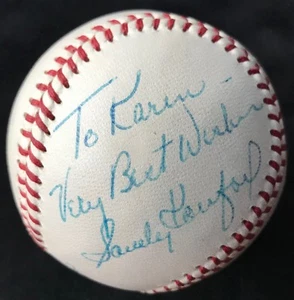 To Karen -
Very Best Wishes
Sandy Koufax